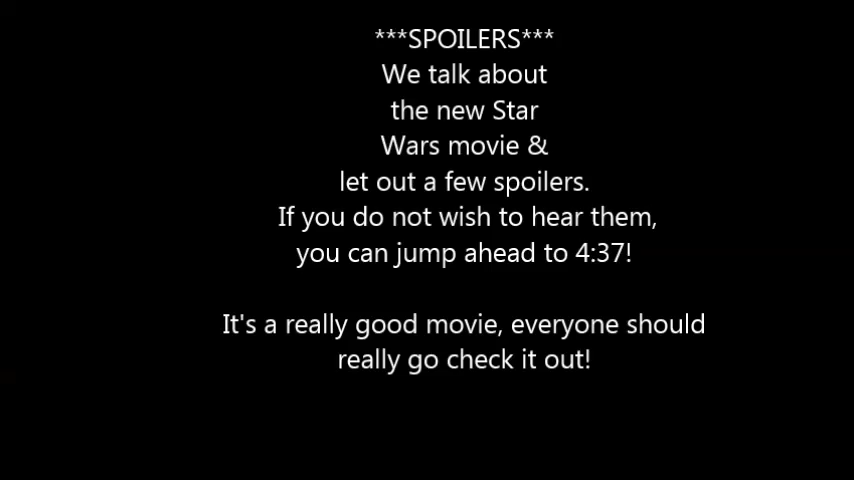 ***SPOILERS***
We talk about
the new Star
Wars movie &
let out a few spoilers.
If you do not wish to hear them,
you can jump ahead to 4:37!
It's a really good movie, everyone should
really go check it out!